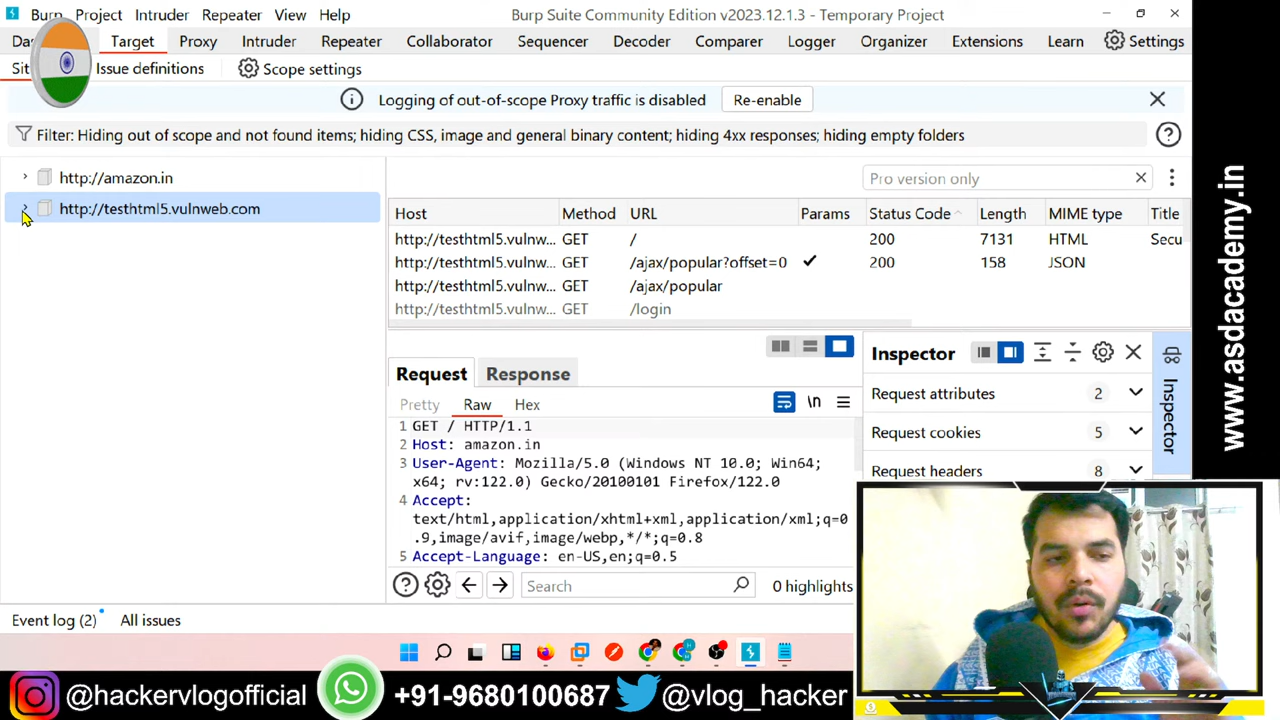 Burp Project Intruder Repeater View Help
Burp Suite Community Edition v2023.12.1.3 - Temporary Project
Target Proxy Intruder Repeater Collaborator Sequencer Decoder Comparer Logger Organizer Extensions Learn Settings
Sit Issue definitions Scope settings
Logging of out-of-scope Proxy traffic is disabled Re-enable
Filter: Hiding out of scope and not found items; hiding CSS, image and general binary content; hiding 4xx responses; hiding empty folders
http://amazon.in
http://testhtml5.vulnweb.com
Pro version only
Host Method URL Params Status Code Length MIME type Title
http://testhtml5.vulnw... GET / 200 7131 HTML Secu
http://testhtml5.vulnw... GET /ajax/popular?offset=0 ✓ 200 158 JSON
http://testhtml5.vulnw... GET /ajax/popular
http://testhtml5.vulnw... GET /login
Request Response
Pretty Raw Hex \n
1 GET / HTTP/1.1
2 Host: amazon.in
3 User-Agent: Mozilla/5.0 (Windows NT 10.0; Win64;
x64; rv:122.0) Gecko/20100101 Firefox/122.0
4 Accept:
text/html,application/xhtml+xml,application/xml;q=0
.9,image/avif,image/webp,*/*;q=0.8
5 Accept-Language: en-US,en;q=0.5
Search 0 highlights
Inspector
Request attributes 2
Request cookies 5
Request headers 8
Inspector
Event log (2) All issues
www.asdacademy.in
@hackervlogofficial +91-9680100687 @vlog_hacker